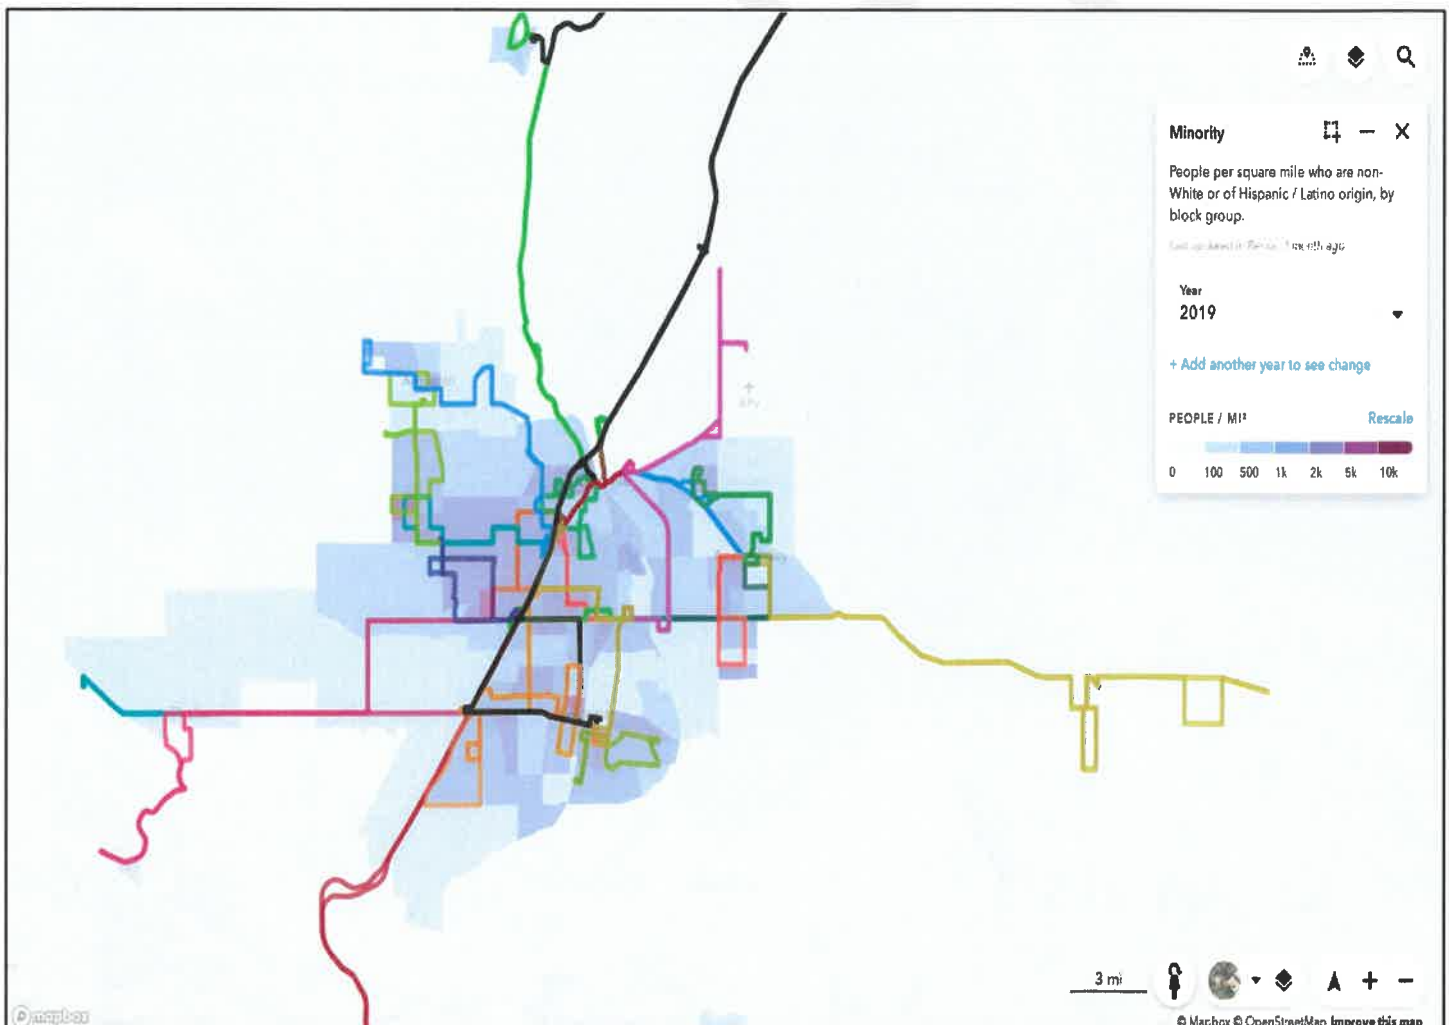 Minority
People per square mile who are non-
White or of Hispanic / Latino origin, by
block group.
ago
Year
2019
+ Add another year to see change
PEOPLE / MI²
Rescale
0 100 500 1k 2k 5k 10k
3 mi
mapbox
© Mapbox © OpenStreetMap Improve this map